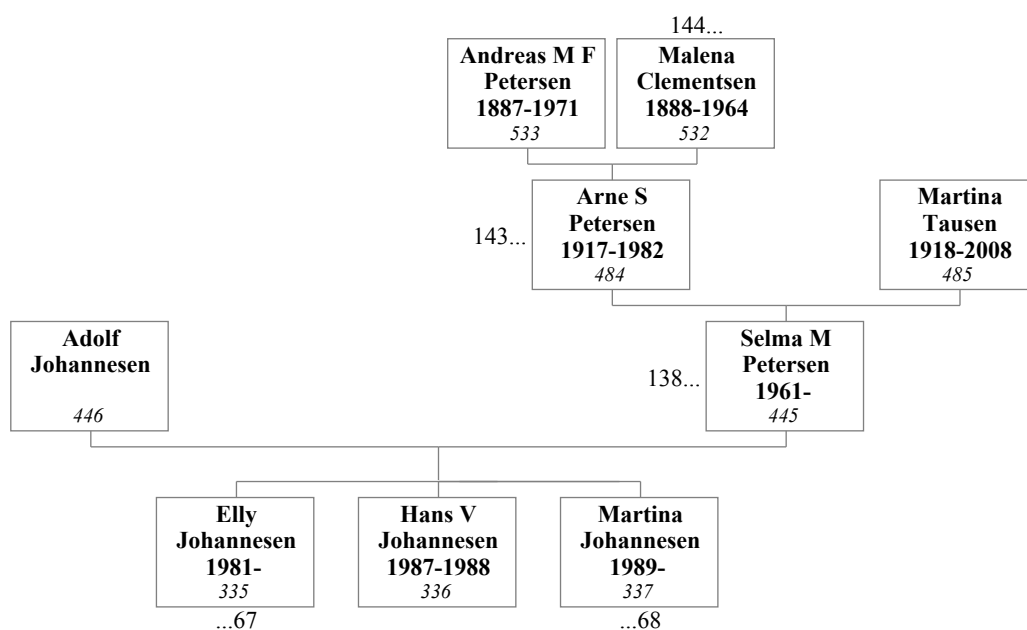 144...
Andreas M F
Petersen
1887-1971
533
Malena
Clementsen
1888-1964
532
143...
Arne S
Petersen
1917-1982
484
Martina
Tausen
1918-2008
485
Adolf
Johannesen
446
138...
Selma M
Petersen
1961-
445
Elly
Johannesen
1981-
335
...67
Hans V
Johannesen
1987-1988
336
Martina
Johannesen
1989-
337
...68